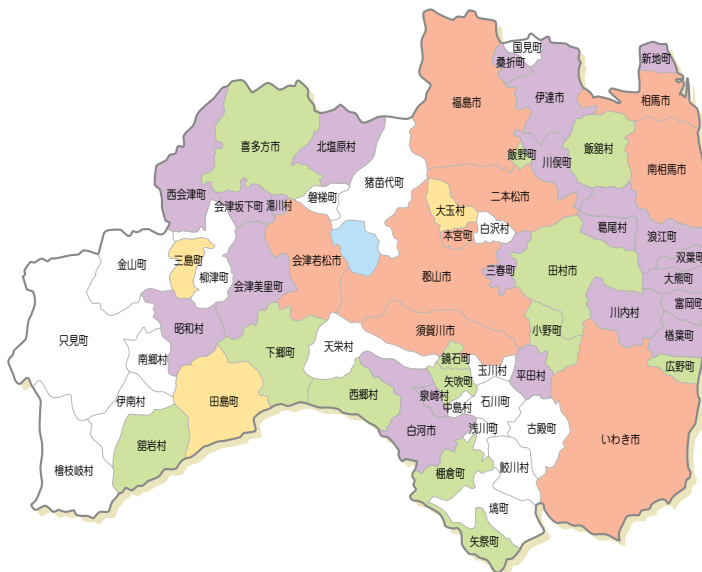 国見町
桑折町
新地町
福島市
伊達市
相馬市
喜多方市
北塩原村
飯野町
川俣町
飯舘村
南相馬市
猪苗代町
西会津町
会津坂下町
湯川村
磐梯町
二本松市
大玉村
白沢村
本宮町
葛尾村
浪江町
双葉町
金山町
三島町
柳津町
会津若松市
会津美里町
郡山市
三春町
田村市
大熊町
富岡町
川内村
楢葉町
只見町
昭和村
南郷村
下郷町
天栄村
須賀川市
小野町
鏡石町
玉川村
平田村
広野町
伊南村
田島町
西郷村
矢吹町
泉崎村
中島村
石川町
白河市
浅川町
古殿町
いわき市
舘岩村
檜枝岐村
棚倉町
鮫川村
塙町
矢祭町